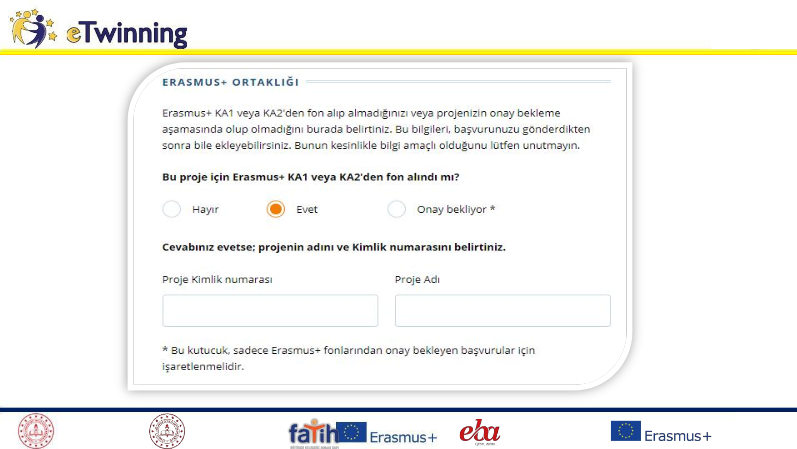 eTwinning
ERASMUS+ ORTAKLIĞI
Erasmus+ KA1 veya KA2'den fon alıp almadığınızı veya projenizin onay bekleme
aşamasında olup olmadığını burada belirtiniz. Bu bilgileri, başvurunuzu gönderdikten
sonra bile ekleyebilirsiniz. Bunun kesinlikle bilgi amaçlı olduğunu lütfen unutmayın.
Bu proje için Erasmus+ KA1 veya KA2'den fon alındı mı?
Hayır Evet Onay bekliyor *
Cevabınız evetse; projenin adını ve Kimlik numarasını belirtiniz.
Proje Kimlik numarası Proje Adı
* Bu kutucuk, sadece Erasmus+ fonlarından onay bekleyen başvurular için
işaretlenmelidir.
fatih Erasmus+ eba Erasmus+